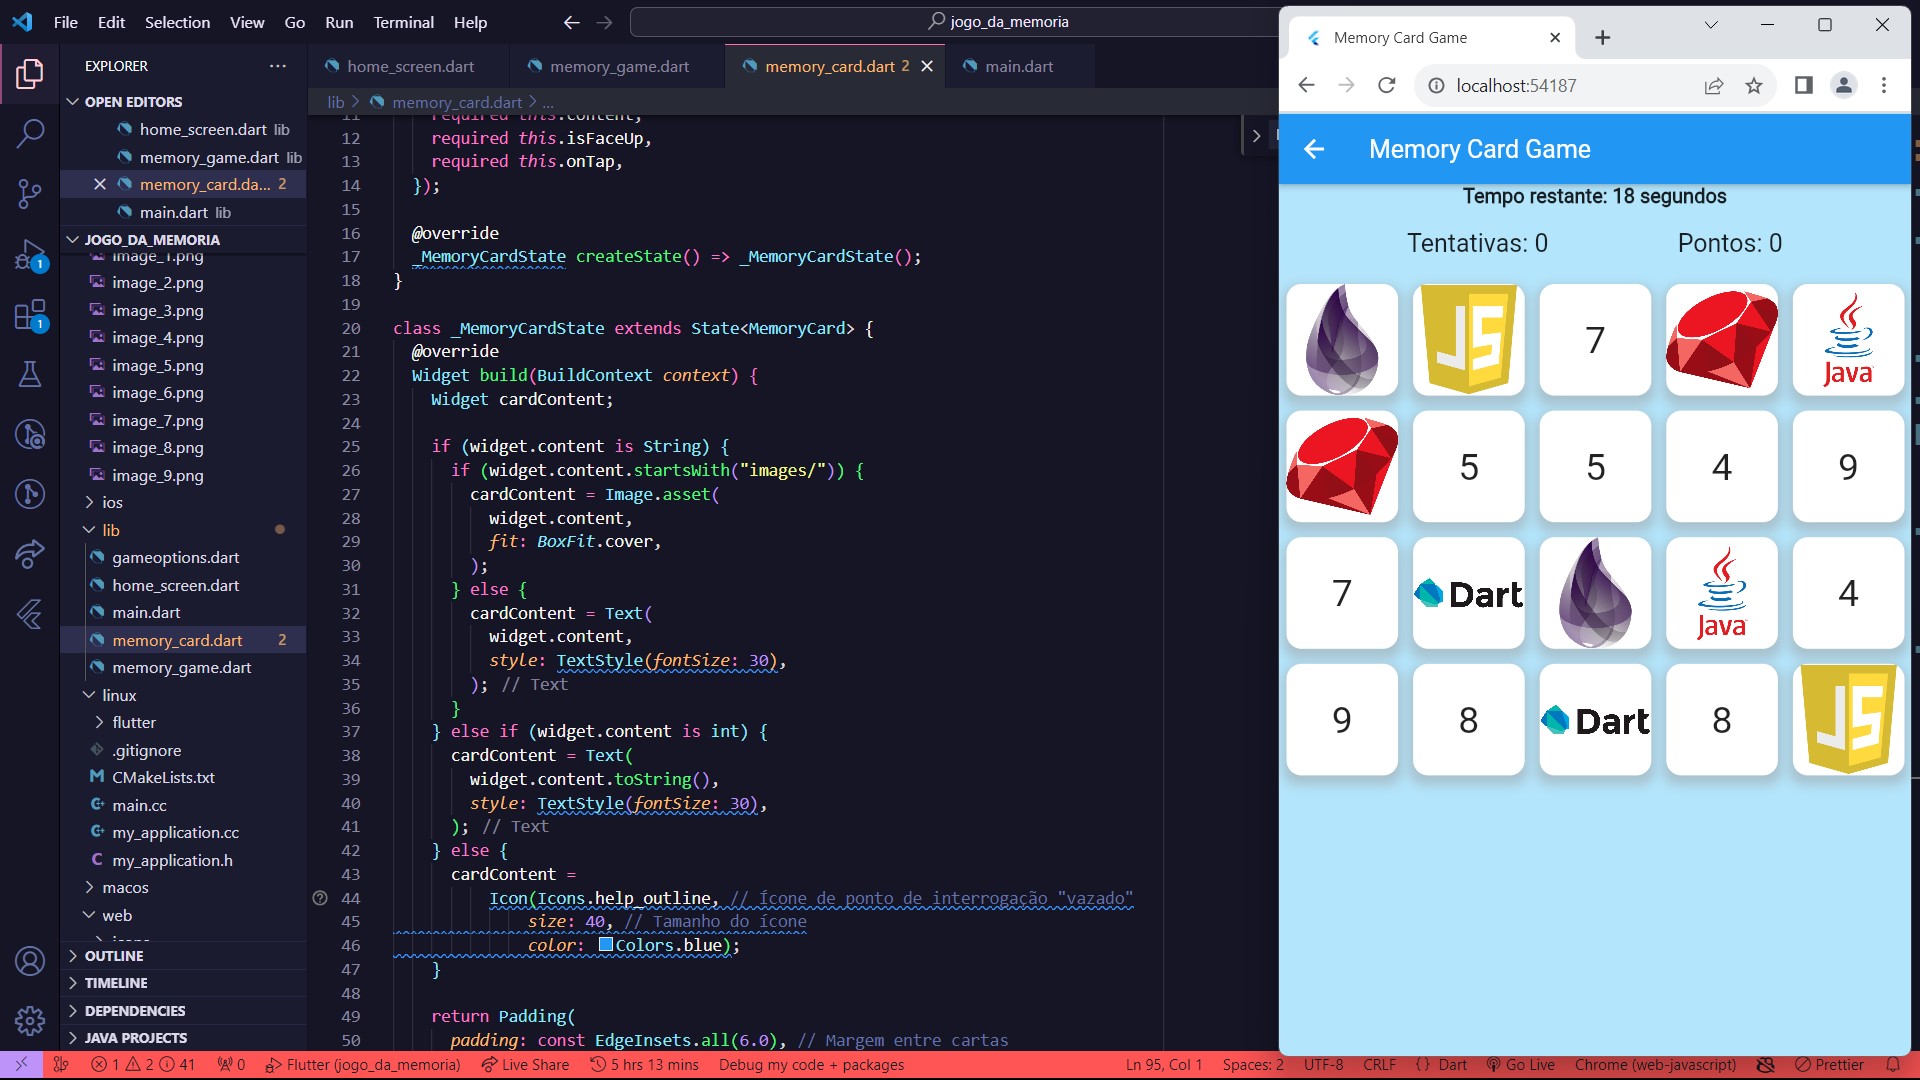 File Edit Selection View Go Run Terminal Help
jogo_da_memoria
EXPLORER
OPEN EDITORS
home_screen.dart lib
memory_game.dart lib
memory_card.da... 2
main.dart lib
JOGO_DA_MEMORIA
image_1.png
image_2.png
image_3.png
image_4.png
image_5.png
image_6.png
image_7.png
image_8.png
image_9.png
ios
lib
gameoptions.dart
home_screen.dart
main.dart
memory_card.dart 2
memory_game.dart
linux
flutter
.gitignore
CMakeLists.txt
main.cc
my_application.cc
my_application.h
macos
web
OUTLINE
TIMELINE
DEPENDENCIES
JAVA PROJECTS
1
1
home_screen.dart memory_game.dart memory_card.dart 2 main.dart
lib > memory_card.dart > ...
11 required this.content,
12 required this.isFaceUp,
13 required this.onTap,
14 });
15
16 @override
17 _MemoryCardState createState() => _MemoryCardState();
18 }
19
20 class _MemoryCardState extends State<MemoryCard> {
21 @override
22 Widget build(BuildContext context) {
23 Widget cardContent;
24
25 if (widget.content is String) {
26 if (widget.content.startsWith("images/")) {
27 cardContent = Image.asset(
28 widget.content,
29 fit: BoxFit.cover,
30 );
31 } else {
32 cardContent = Text(
33 widget.content,
34 style: TextStyle(fontSize: 30),
35 ); // Text
36 }
37 } else if (widget.content is int) {
38 cardContent = Text(
39 widget.content.toString(),
40 style: TextStyle(fontSize: 30),
41 ); // Text
42 } else {
43 cardContent =
44 Icon(Icons.help_outline, // Ícone de ponto de interrogação "vazado"
45 size: 40, // Tamanho do ícone
46 color: Colors.blue);
47 }
48
49 return Padding(
50 padding: const EdgeInsets.all(6.0), // Margem entre cartas
Memory Card Game
localhost:54187
Memory Card Game
Tempo restante: 18 segundos
Tentativas: 0 Pontos: 0
JS 7 Java
5 5 4 9
7 Dart Java 4
9 8 Dart 8 JS
1 2 41 0 Flutter (jogo_da_memoria) Live Share 5 hrs 13 mins Debug my code + packages Ln 95, Col 1 Spaces: 2 UTF-8 CRLF { } Dart Go Live Chrome (web-javascript) Prettier